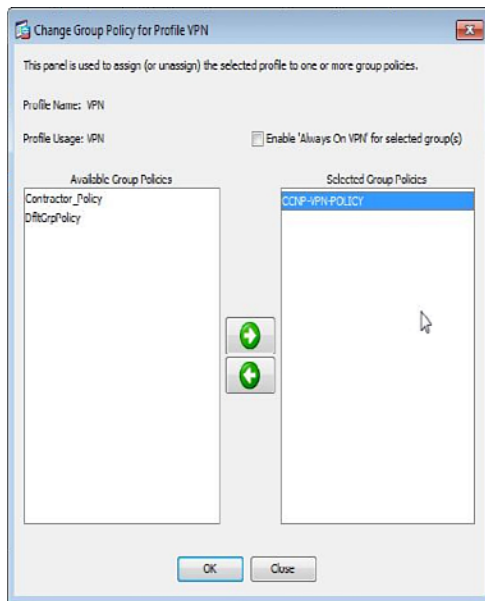 Change Group Policy for Profile VPN
This panel is used to assign (or unassign) the selected profile to one or more group policies.
Profile Name: VPN
Profile Usage: VPN
Enable 'Always On VPN' for selected group(s)
Available Group Policies
Selected Group Policies
Contractor_Policy
DfltGrpPolicy
CCNP-VPN-POLICY
OK
Close